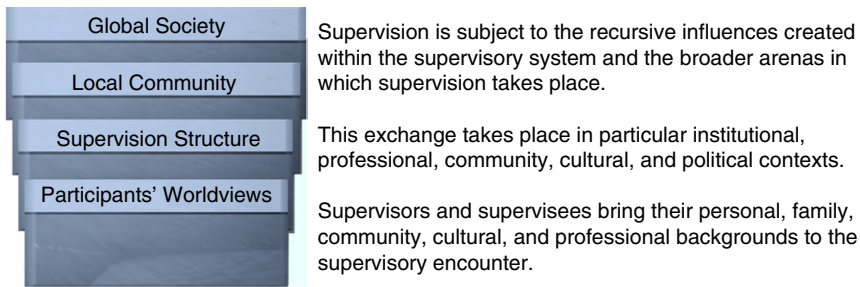 Global Society
Local Community
Supervision Structure
Participants’ Worldviews
Supervision is subject to the recursive influences created
within the supervisory system and the broader arenas in
which supervision takes place.
This exchange takes place in particular institutional,
professional, community, cultural, and political contexts.
Supervisors and supervisees bring their personal, family,
community, cultural, and professional backgrounds to the
supervisory encounter.